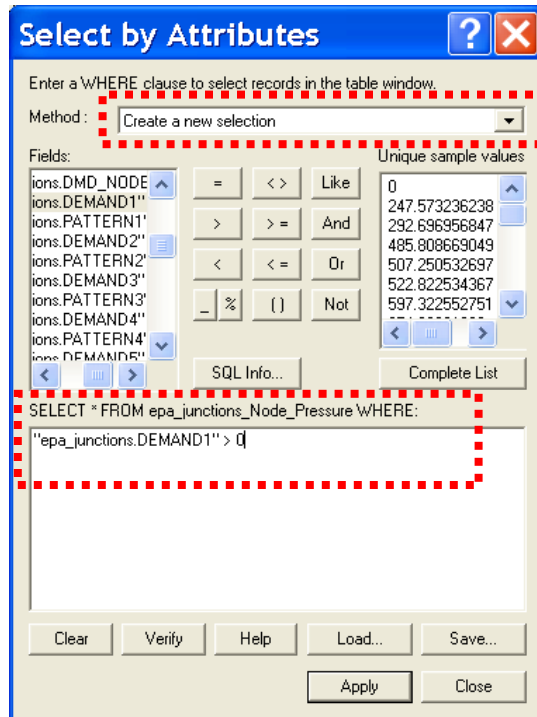 Select by Attributes
Enter a WHERE clause to select records in the table window.
Method : Create a new selection
Fields: Unique sample values
ions.DMD_NODE
ions.DEMAND1"
ions.PATTERN1'
ions.DEMAND2"
ions.PATTERN2'
ions.DEMAND3"
ions.PATTERN3'
ions.DEMAND4"
ions.PATTERN4'
ions.DEMAND5"
= <> Like
> >= And
< <= Or
_ % () Not
0
247.573236238
292.696956847
485.808669049
507.250532697
522.822534367
597.322552751
SQL Info... Complete List
SELECT * FROM epa_junctions_Node_Pressure WHERE:
"epa_junctions.DEMAND1" > 0
Clear Verify Help Load... Save...
Apply Close